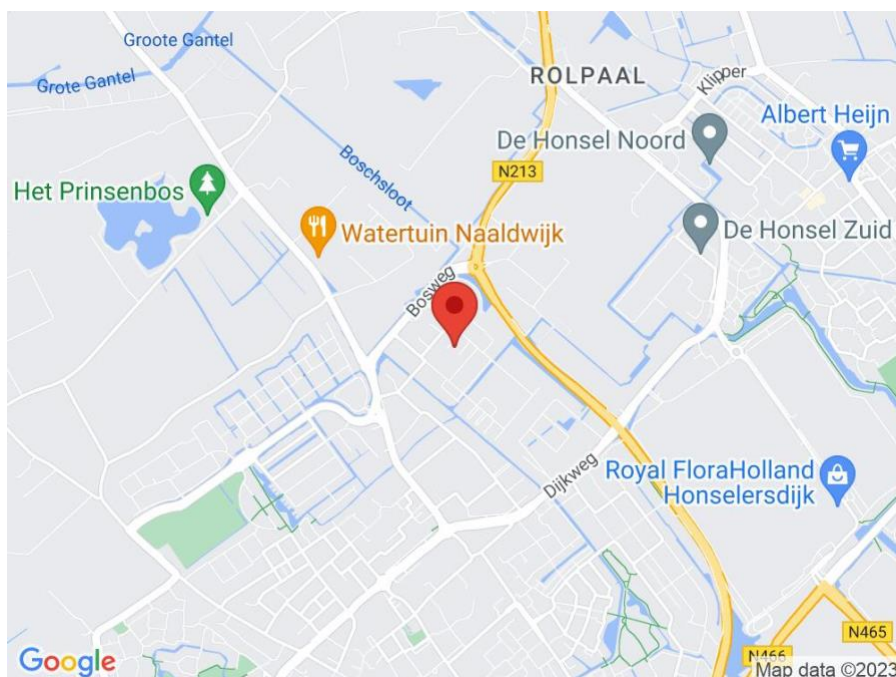 Groote Gantel
Grote Gantel
ROLPAAL
Klipper
Albert Heijn
De Honsel Noord
Boschsloot
N213
Het Prinsenbos
Watertuin Naaldwijk
De Honsel Zuid
Bosweg
Dijkweg
Royal FloraHolland
Honselersdijk
N465
N466
Google
Map data ©2023